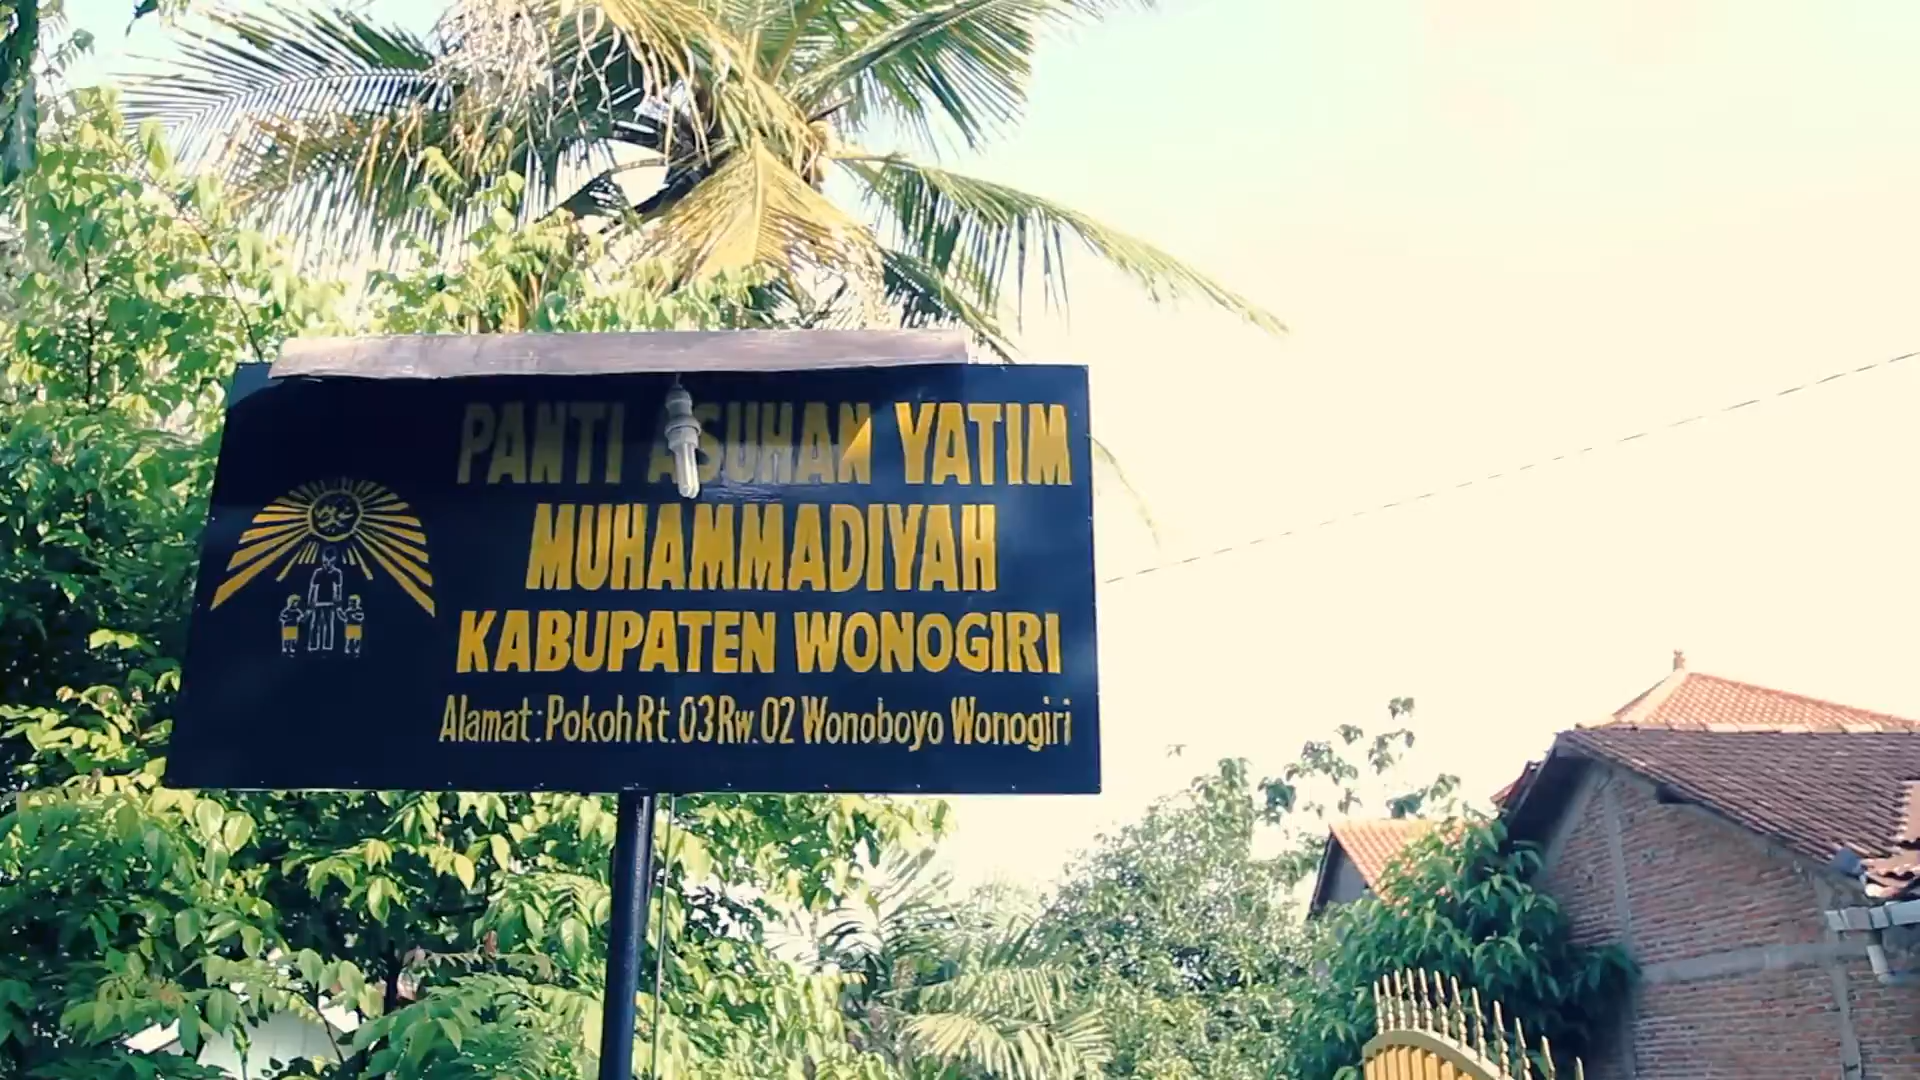 PANTI ASUHAN YATIM
MUHAMMADIYAH
KABUPATEN WONOGIRI
Alamat : Pokoh Rt. 03 Rw. 02 Wonoboyo Wonogiri